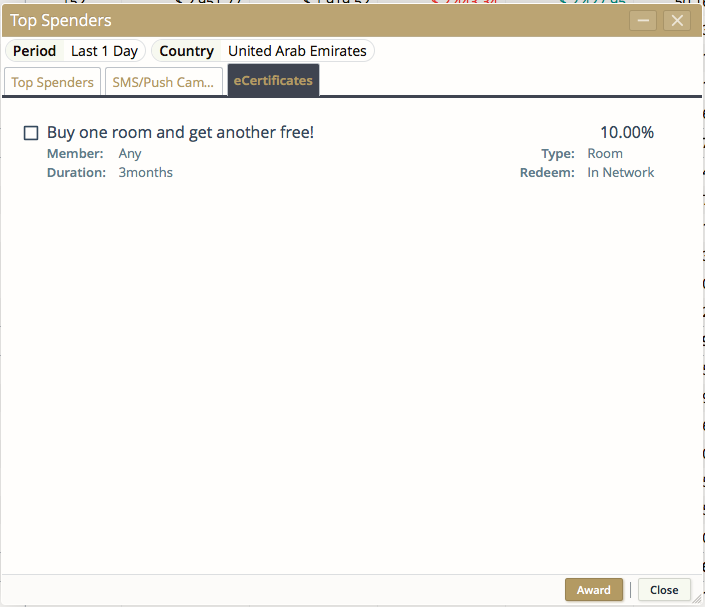 Top Spenders
Period Last 1 Day Country United Arab Emirates
Top Spenders SMS/Push Cam... eCertificates
Buy one room and get another free! 10.00%
Member: Any Type: Room
Duration: 3months Redeem: In Network
Award Close